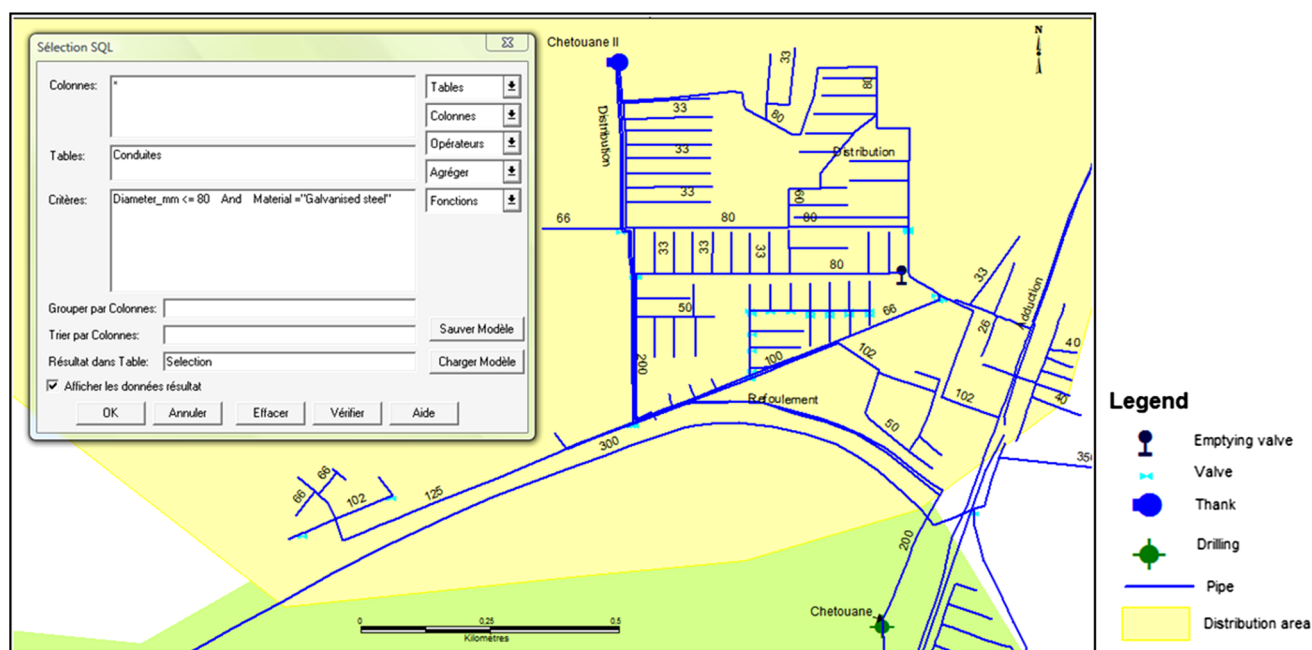 Sélection SQL
Colonnes:
*
Tables:
Conduites
Critères:
Diameter_mm <= 80 And Material ="Galvanised steel"
Tables
Colonnes
Opérateurs
Agréger
Fonctions
Grouper par Colonnes:
Trier par Colonnes:
Résultat dans Table:
Selection
Sauver Modèle
Charger Modèle
Afficher les données résultat
OK
Annuler
Effacer
Vérifier
Aide
Chetouane II
N
Distribution
33
80
80
33
33
33
Distribution
60
66
80
80
33
33
33
80
50
66
33
26
Adduction
200
100
102
40
40
102
Refoulement
50
300
350
66
66
102
125
200
Chetouane
0
0,25
0,5
Kilomètres
Legend
Emptying valve
Valve
Thank
Drilling
Pipe
Distribution area